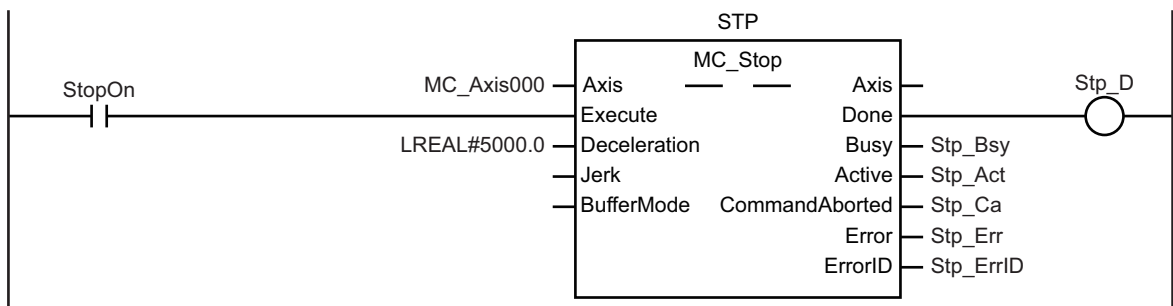 STP
MC_Stop
StopOn
MC_Axis000 Axis Axis
Stp_D
Execute Done
LREAL#5000.0 Deceleration Busy Stp_Bsy
Jerk Active Stp_Act
BufferMode CommandAborted Stp_Ca
Error Stp_Err
ErrorID Stp_ErrID